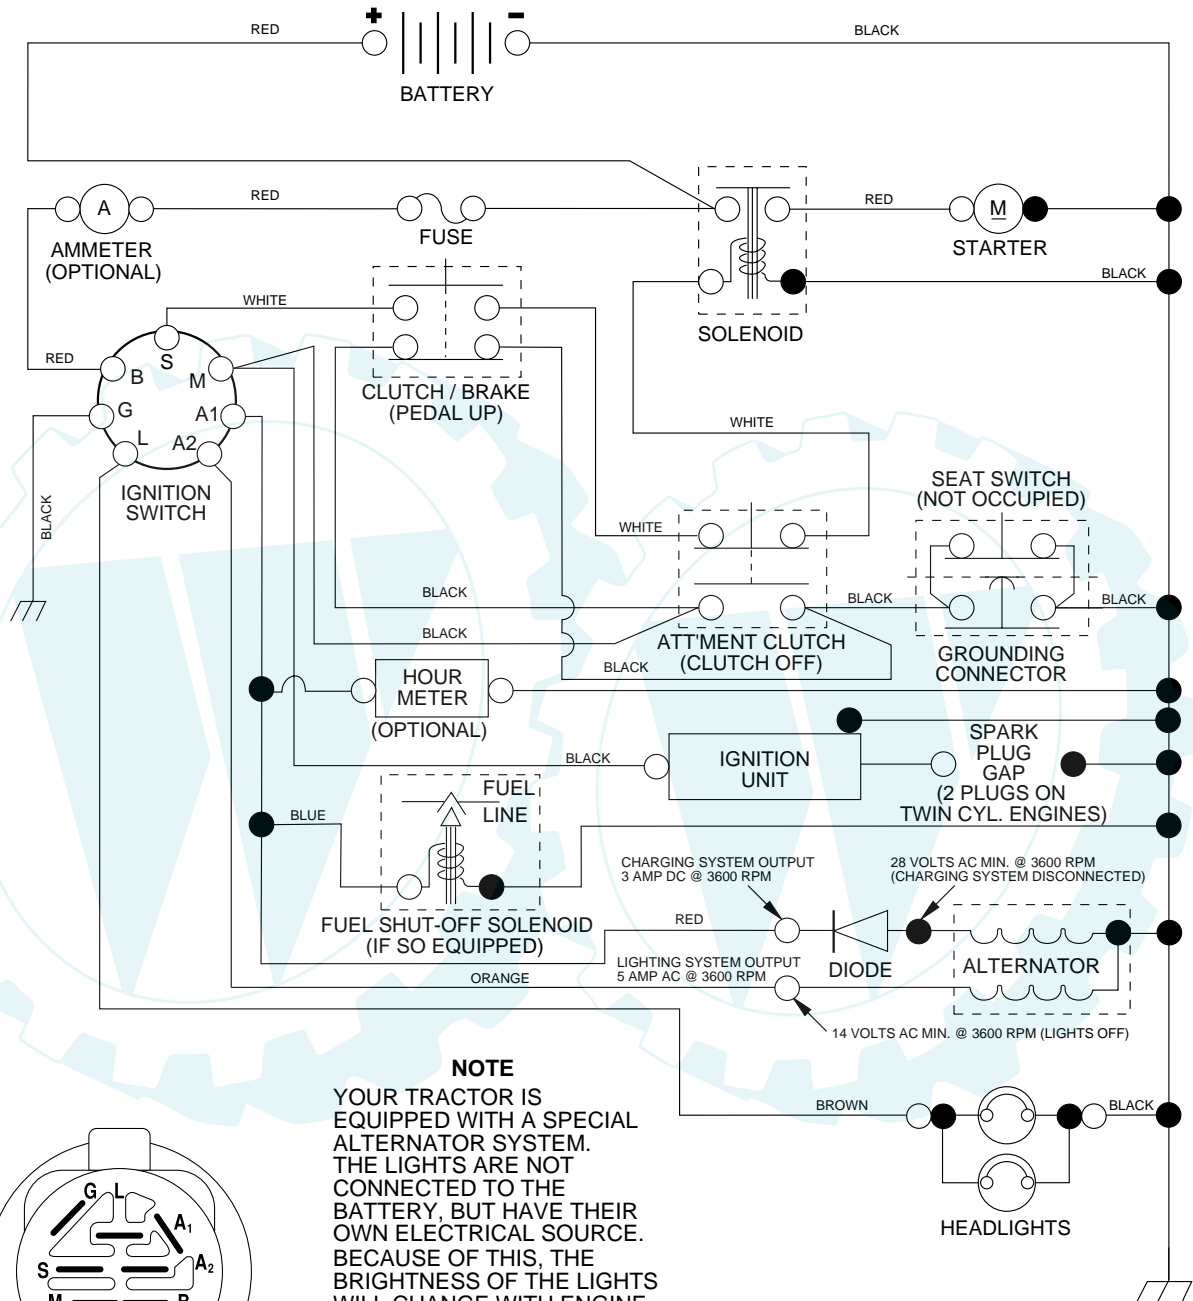 RED
+
-
BLACK
BATTERY
RED
A
AMMETER
(OPTIONAL)
FUSE
RED
M
STARTER
BLACK
SOLENOID
WHITE
RED
S
B
M
G
A1
L
A2
IGNITION
SWITCH
BLACK
CLUTCH / BRAKE
(PEDAL UP)
WHITE
SEAT SWITCH
(NOT OCCUPIED)
WHITE
BLACK
BLACK
BLACK
BLACK
ATT'MENT CLUTCH
(CLUTCH OFF)
GROUNDING
CONNECTOR
BLACK
HOUR
METER
(OPTIONAL)
BLACK
IGNITION
UNIT
SPARK
PLUG
GAP
(2 PLUGS ON
TWIN CYL. ENGINES)
BLUE
FUEL
LINE
FUEL SHUT-OFF SOLENOID
(IF SO EQUIPPED)
CHARGING SYSTEM OUTPUT
3 AMP DC @ 3600 RPM
28 VOLTS AC MIN. @ 3600 RPM
(CHARGING SYSTEM DISCONNECTED)
RED
DIODE
ALTERNATOR
LIGHTING SYSTEM OUTPUT
5 AMP AC @ 3600 RPM
ORANGE
14 VOLTS AC MIN. @ 3600 RPM (LIGHTS OFF)
NOTE
YOUR TRACTOR IS
EQUIPPED WITH A SPECIAL
ALTERNATOR SYSTEM.
THE LIGHTS ARE NOT
CONNECTED TO THE
BATTERY, BUT HAVE THEIR
OWN ELECTRICAL SOURCE.
BECAUSE OF THIS, THE
BRIGHTNESS OF THE LIGHTS
WILL CHANGE WITH ENGINE
BROWN
BLACK
HEADLIGHTS
G
L
A1
A2
S
M
B